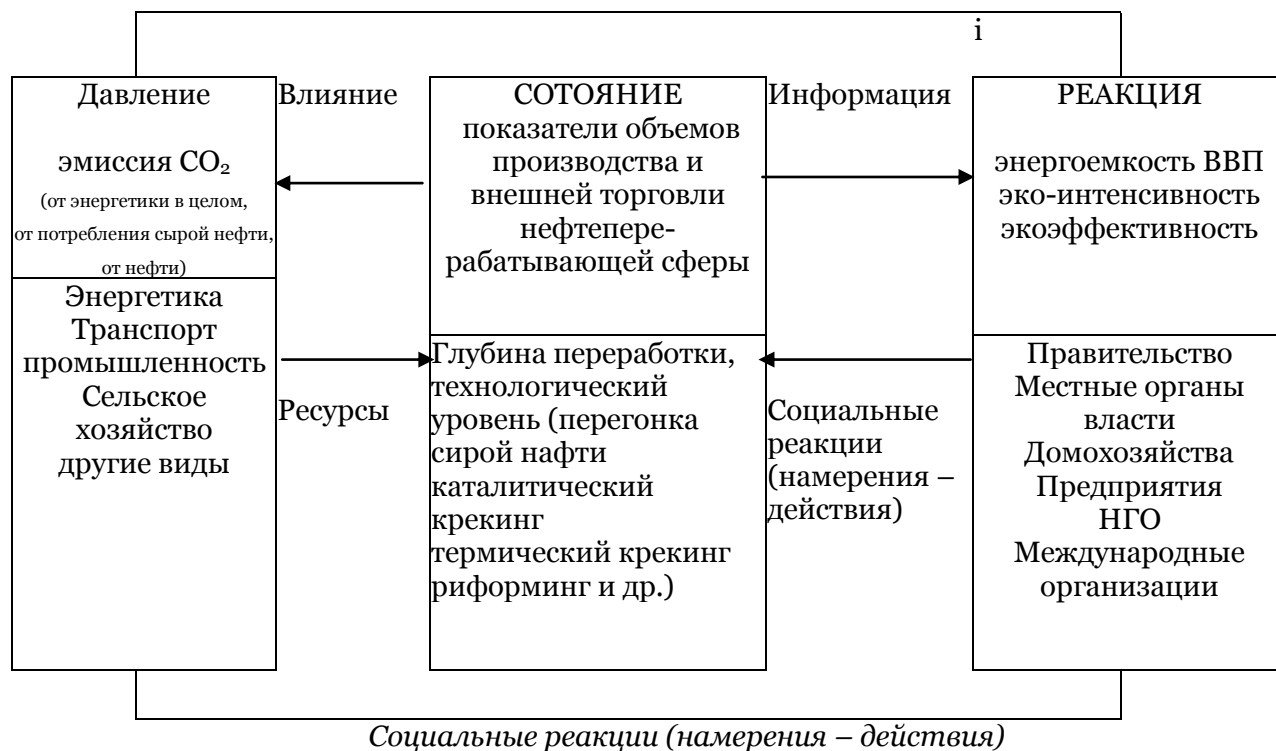 i
Давление
эмиссия CO₂
(от энергетики в целом,
от потребления сырой нефти,
от нефти)
Энергетика
Транспорт
промышленность
Сельское
хозяйство
другие виды
Влияние
Ресурсы
СОТОЯНИЕ
показатели объемов
производства и
внешней торговли
нефтепере-
рабатывающей сферы
Глубина переработки,
технологический
уровень (перегонка
сирой нафти
каталитический
крекинг
термический крекинг
риформинг и др.)
Информация
Социальные
реакции
(намерения –
действия)
РЕАКЦИЯ
энергоемкость ВВП
эко-интенсивность
экоэффективность
Правительство
Местные органы
власти
Домохозяйства
Предприятия
НГО
Международные
организации
Социальные реакции (намерения – действия)